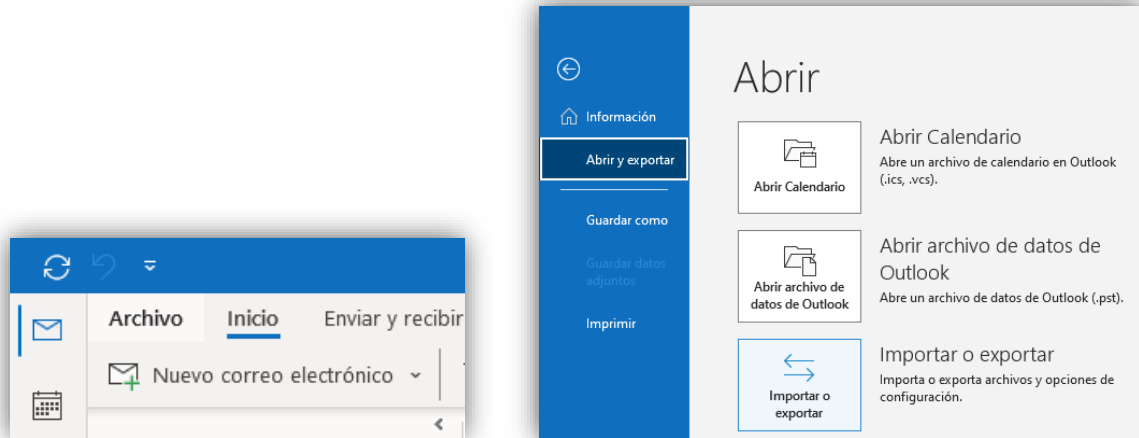 Archivo Inicio Enviar y recibir
Nuevo correo electrónico
Información
Abrir y exportar
Guardar como
Guardar datos
adjuntos
Imprimir
Abrir
Abrir Calendario
Abrir Calendario
Abre un archivo de calendario en Outlook
(.ics, .vcs).
Abrir archivo de
datos de Outlook
Abrir archivo de datos de
Outlook
Abre un archivo de datos de Outlook (.pst).
Importar o
exportar
Importar o exportar
Importa o exporta archivos y opciones de
configuración.